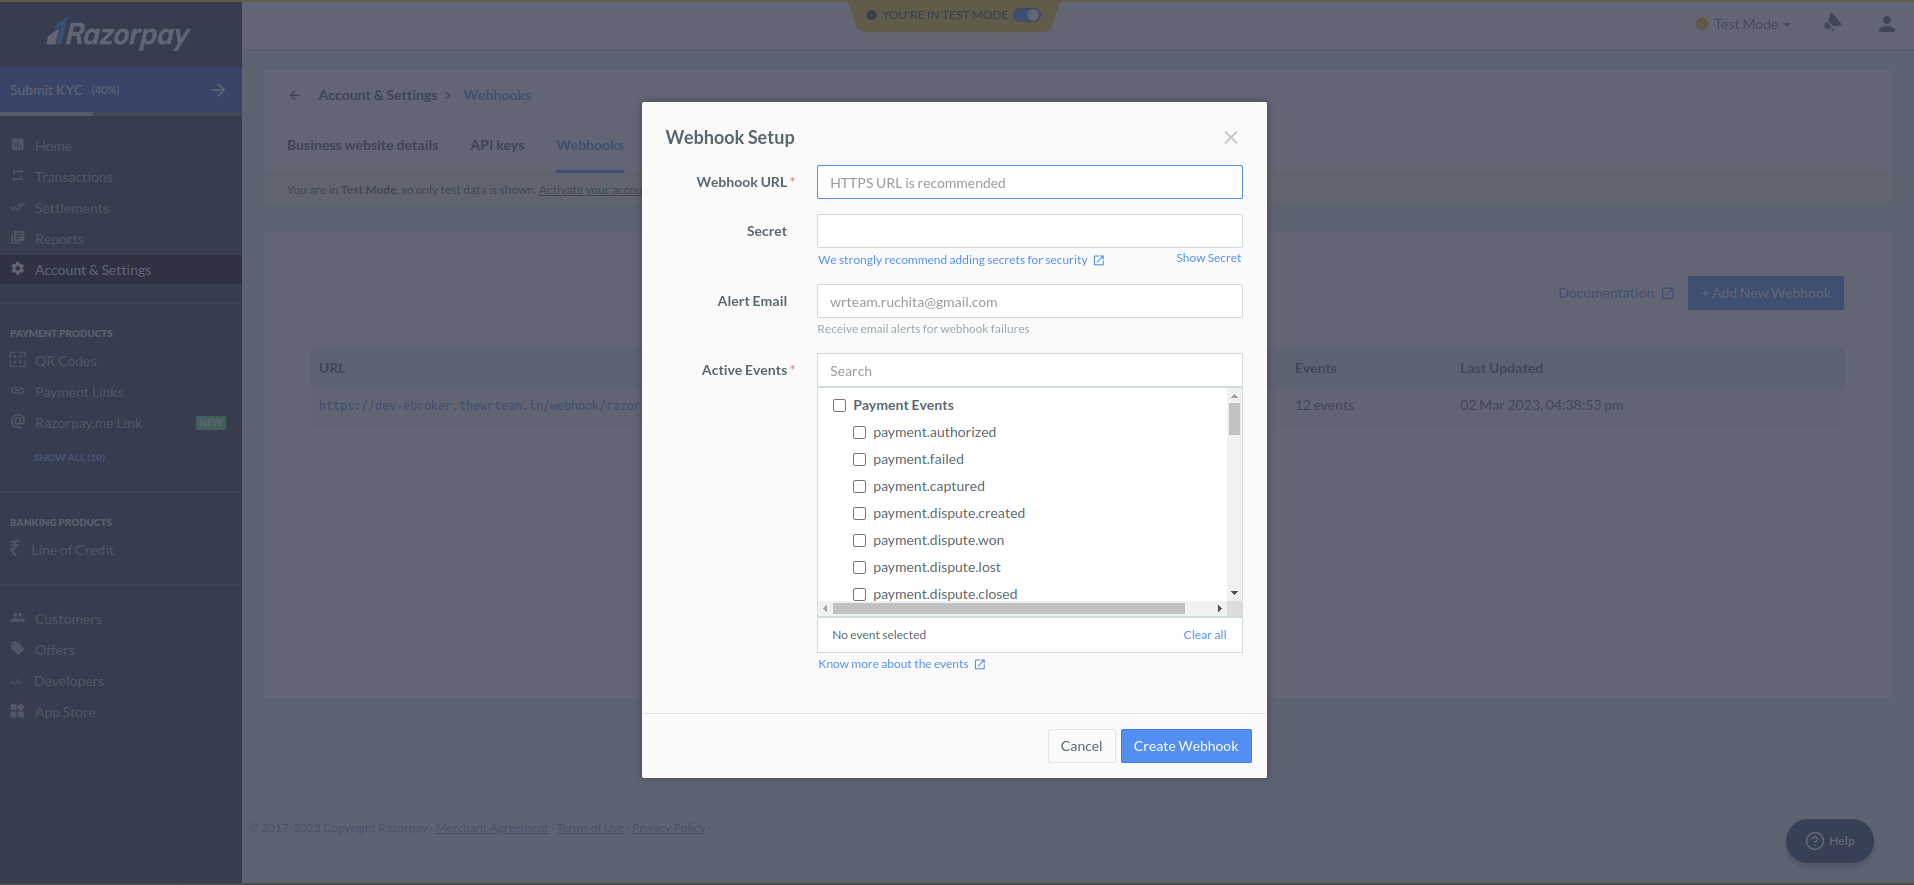 Razorpay
Submit KYC (40%)
Home
Transactions
Settlements
Reports
Account & Settings
PAYMENT PRODUCTS
QR Codes
Payment Links
Razorpay.me Link NEW
SHOW ALL (10)
BANKING PRODUCTS
Line of Credit
Customers
Offers
Developers
App Store
YOU'RE IN TEST MODE
Test Mode
Account & Settings > Webhooks
Business website details API keys Webhooks
You are in Test Mode, so only test data is shown. Activate your accou
Documentation + Add New Webhook
URL Events Last Updated
https://dev-ebroker.thewrteam.in/webhook/razor 12 events 02 Mar 2023, 04:38:53 pm
Webhook Setup
Webhook URL* HTTPS URL is recommended
Secret
We strongly recommend adding secrets for security Show Secret
Alert Email wrteam.ruchita@gmail.com
Receive email alerts for webhook failures
Active Events* Search
Payment Events
payment.authorized
payment.failed
payment.captured
payment.dispute.created
payment.dispute.won
payment.dispute.lost
payment.dispute.closed
No event selected Clear all
Know more about the events
Cancel Create Webhook
© 2017-2023 Copyright Razorpay · Merchant Agreement · Terms of Use · Privacy Policy ·
Help